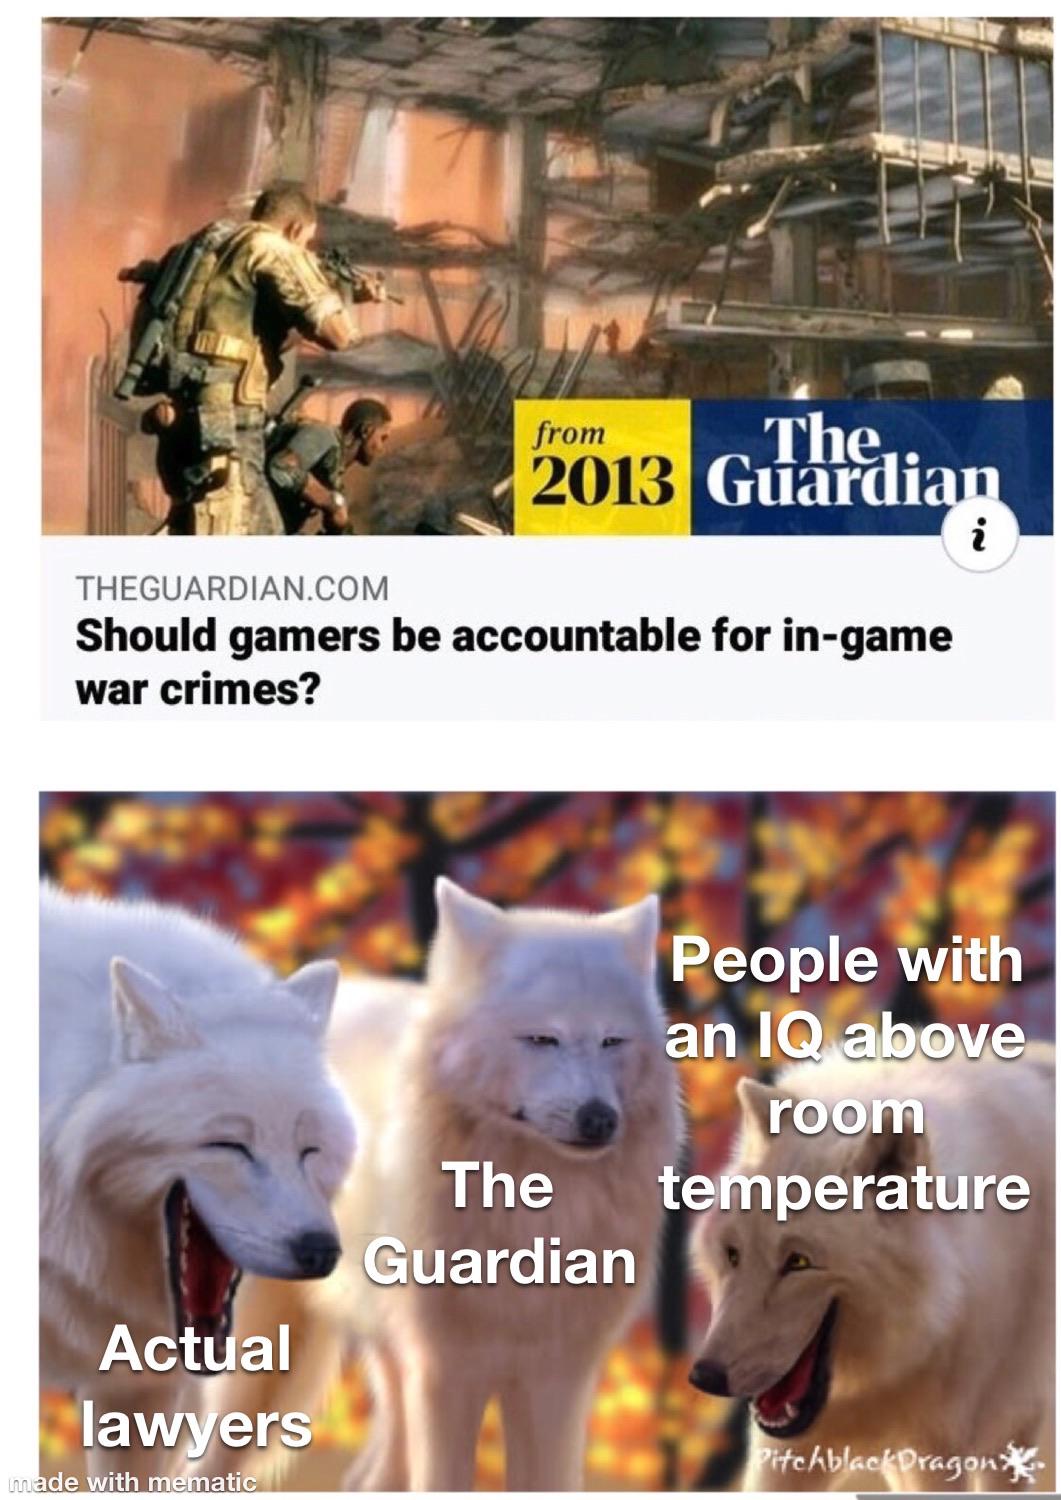 from
2013
The
Guardian
i
THEGUARDIAN.COM
Should gamers be accountable for in-game
war crimes?
People with
an IQ above
room
temperature
The
Guardian
Actual
lawyers
PitchblackDragon
made with mematic